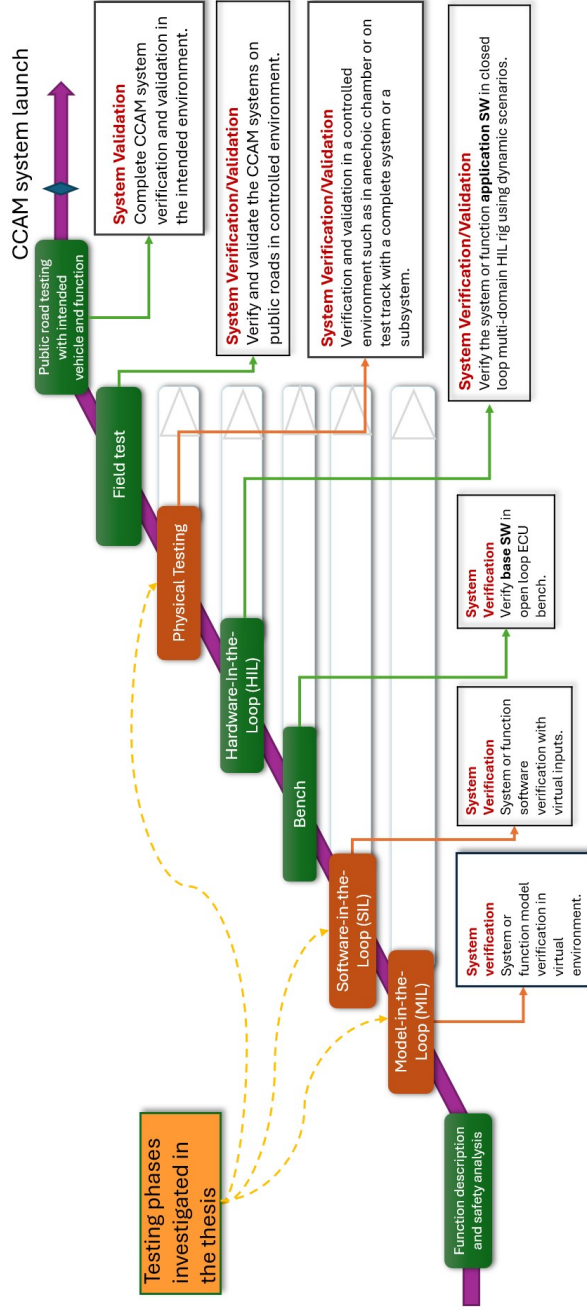 CCAM system launch
Testing phases
investigated in
the thesis
Function description
and safety analysis
Model-in-the-
Loop (MIL)
Software-in-the-
Loop (SIL)
Bench
Hardware-In-the-
Loop (HIL)
Physical Testing
Field test
Public road testing
with intended
vehicle and function
System
verification
System or
function model
verification in
virtual
environment.
System
Verification
System or function
software
verification with
virtual inputs.
System
Verification
Verify base SW in
open loop ECU
bench.
System Verification/Validation
Verify the system or function application SW in closed
loop multi-domain HIL rig using dynamic scenarios.
System Verification/Validation
Verification and validation in a controlled
environment such as in anechoic chamber or on
test track with a complete system or a
subsystem.
System Verification/Validation
Verify and validate the CCAM systems on
public roads in controlled environment.
System Validation
Complete CCAM system
verification and validation in
the intended environment.